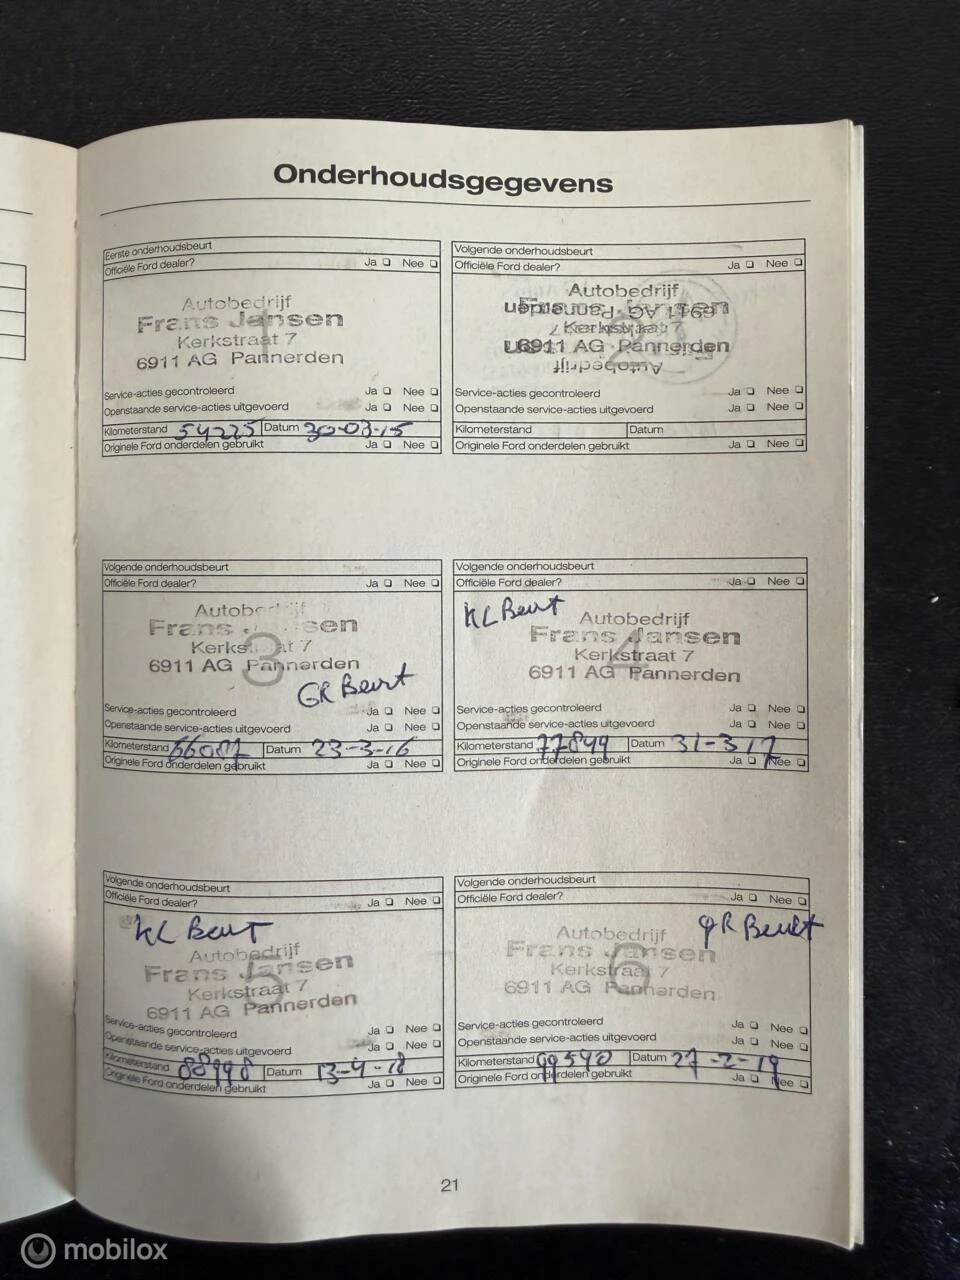 Onderhoudsgegevens
Eerste onderhoudsbeurt
Officiële Ford dealer? Ja Nee
Autobedrijf
Frans Jansen
Kerkstraat 7
6911 AG Pannerden
Service-acties gecontroleerd Ja Nee
Openstaande service-acties uitgevoerd Ja Nee
Kilometerstand 54225 Datum 30-03-15
Originele Ford onderdelen gebruikt Ja Nee
Volgende onderhoudsbeurt
Officiële Ford dealer? Ja Nee
Autobedrijf
Kerkstraat 7
6911 AG Pannerden
Autobedrijf
Service-acties gecontroleerd Ja Nee
Openstaande service-acties uitgevoerd Ja Nee
Kilometerstand Datum
Originele Ford onderdelen gebruikt Ja Nee
Volgende onderhoudsbeurt
Officiële Ford dealer? Ja Nee
Autobedrijf
Frans Jansen
Kerkstraat 7
3
6911 AG Pannerden
GR Beurt
Service-acties gecontroleerd Ja Nee
Openstaande service-acties uitgevoerd Ja Nee
Kilometerstand 66087 Datum 23-3-16
Originele Ford onderdelen gebruikt Ja Nee
Volgende onderhoudsbeurt
Officiële Ford dealer? Ja Nee
KL Beurt
Autobedrijf
Frans Jansen
4
Kerkstraat 7
6911 AG Pannerden
Service-acties gecontroleerd Ja Nee
Openstaande service-acties uitgevoerd Ja Nee
Kilometerstand 77899 Datum 31-3-17
Originele Ford onderdelen gebruikt Ja Nee
Volgende onderhoudsbeurt
Officiële Ford dealer? Ja Nee
KL Beurt
Autobedrijf
Frans Jansen
5
Kerkstraat 7
6911 AG Pannerden
Service-acties gecontroleerd Ja Nee
Openstaande service-acties uitgevoerd Ja Nee
Kilometerstand 88998 Datum 13-4-18
Originele Ford onderdelen gebruikt Ja Nee
Volgende onderhoudsbeurt
Officiële Ford dealer? Ja Nee
GR Beurt
Autobedrijf
Frans Jansen
6
Kerkstraat 7
6911 AG Pannerden
Service-acties gecontroleerd Ja Nee
Openstaande service-acties uitgevoerd Ja Nee
Kilometerstand 99540 Datum 27-2-19
Originele Ford onderdelen gebruikt Ja Nee
21
mobilox